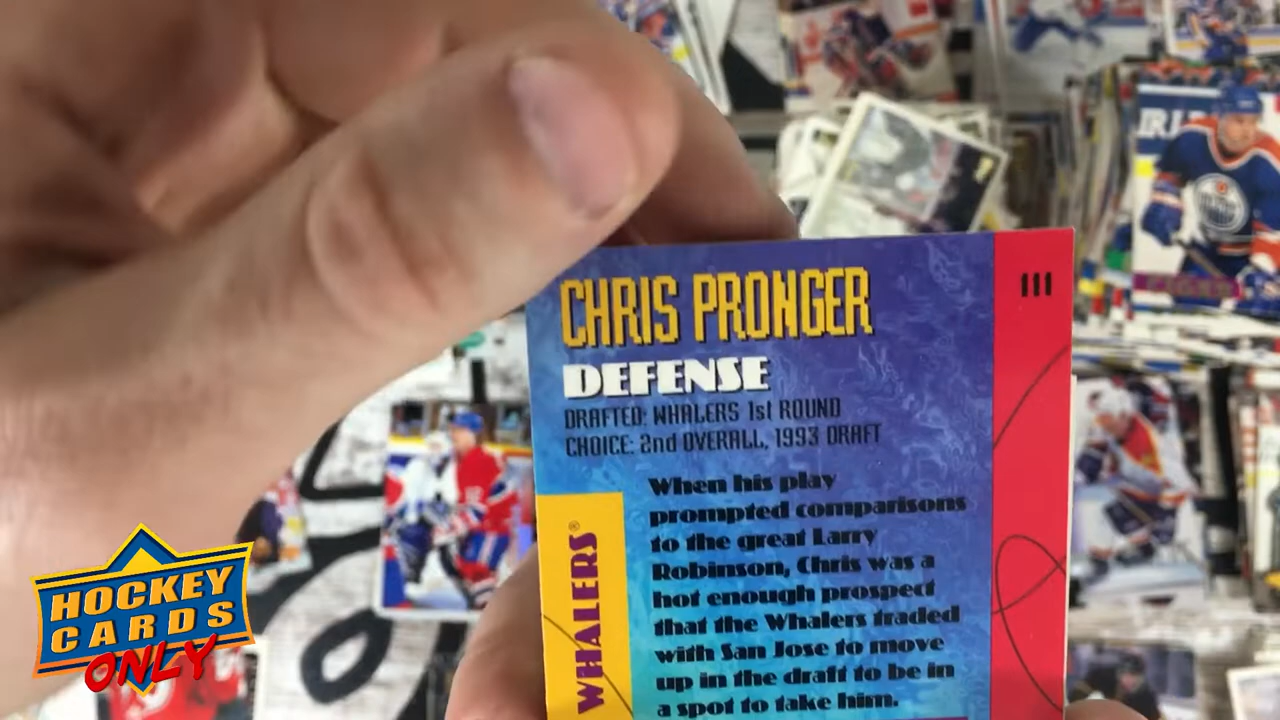 CHRIS PRONGER
111
DEFENSE
DRAFTED: WHALERS 1st ROUND
CHOICE: 2nd OVERALL, 1993 DRAFT
When his play
prompted comparisons
to the great Larry
Robinson, Chris was a
hot enough prospect
that the Whalers traded
with San Jose to move
up in the draft to be in
a spot to take him.
WHALERS®
HOCKEY
CARDS
ONLY